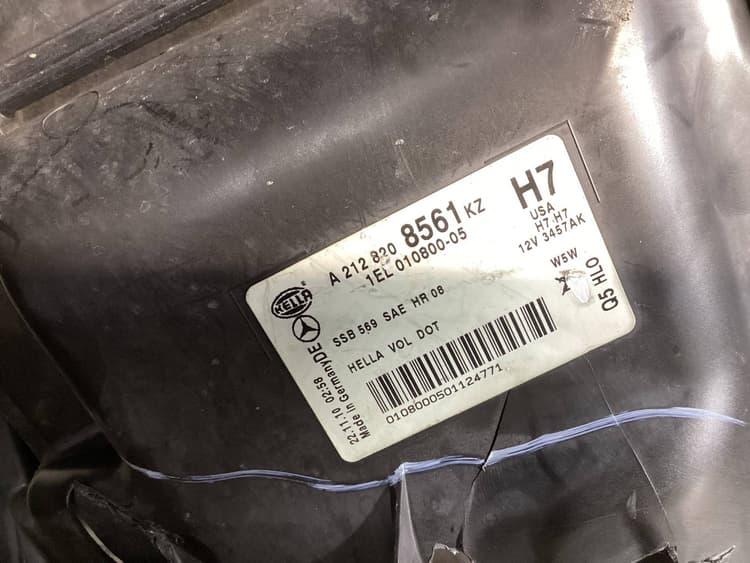 A 212 820 8561 KZ
1EL 010800-05
H7
USA
H7/H7
12V 3457AK
W5W
Q5 HLO
HELLA
SSB 569 SAE HR 08
HELLA VOL DOT
DE
22.11.10 02:58
Made in Germany
0108000501124771